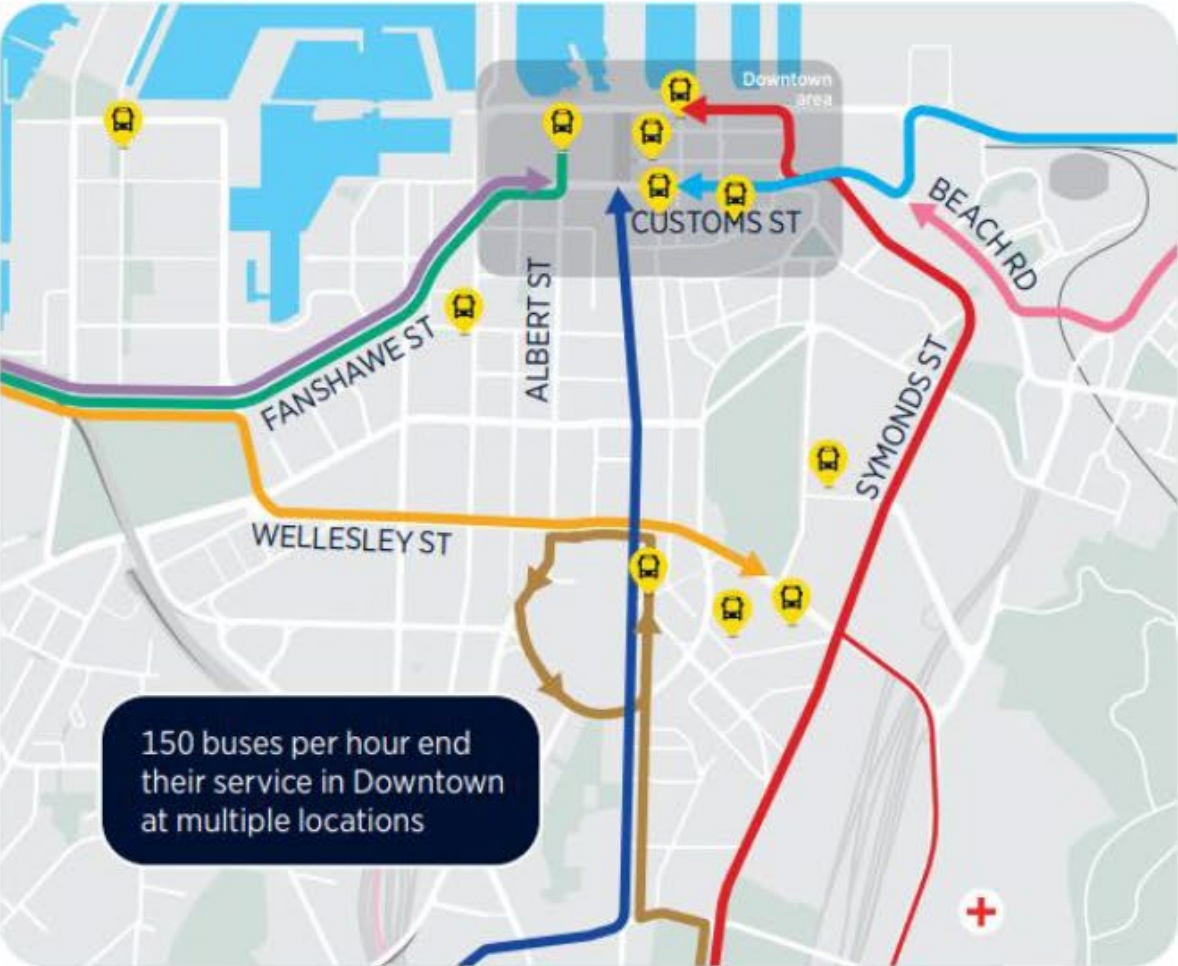 Downtown
area
CUSTOMS ST
BEACH RD
ALBERT ST
FANSHAWE ST
SYMONDS ST
WELLESLEY ST
150 buses per hour end
their service in Downtown
at multiple locations